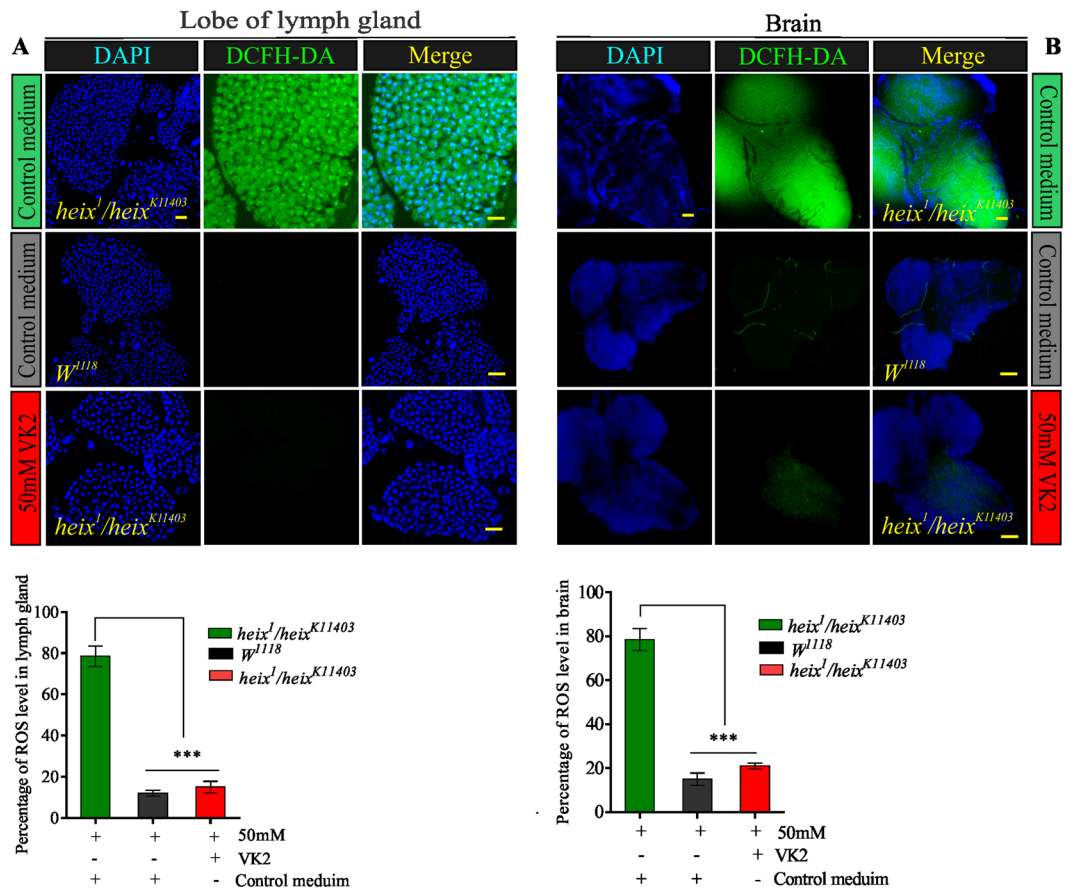 Lobe of lymph gland
A
DAPI
DCFH-DA
Merge
Control medium
heix¹/heixᴷ¹¹⁴⁰³
Control medium
W¹¹¹⁸
50mM VK2
heix¹/heixᴷ¹¹⁴⁰³
Brain
DAPI
DCFH-DA
Merge
B
heix¹/heixᴷ¹¹⁴⁰³
Control medium
W¹¹¹⁸
Control medium
heix¹/heixᴷ¹¹⁴⁰³
50mM VK2
Percentage of ROS level in lymph gland
80
60
40
20
0
heix¹/heixᴷ¹¹⁴⁰³
W¹¹¹⁸
heix¹/heixᴷ¹¹⁴⁰³
***
+ + + 50mM
- - + VK2
+ + - Control meduim
Percentage of ROS level in brain
100
80
60
40
20
0
heix¹/heixᴷ¹¹⁴⁰³
W¹¹¹⁸
heix¹/heixᴷ¹¹⁴⁰³
***
+ + + 50mM
- - + VK2
+ + - Control meduim